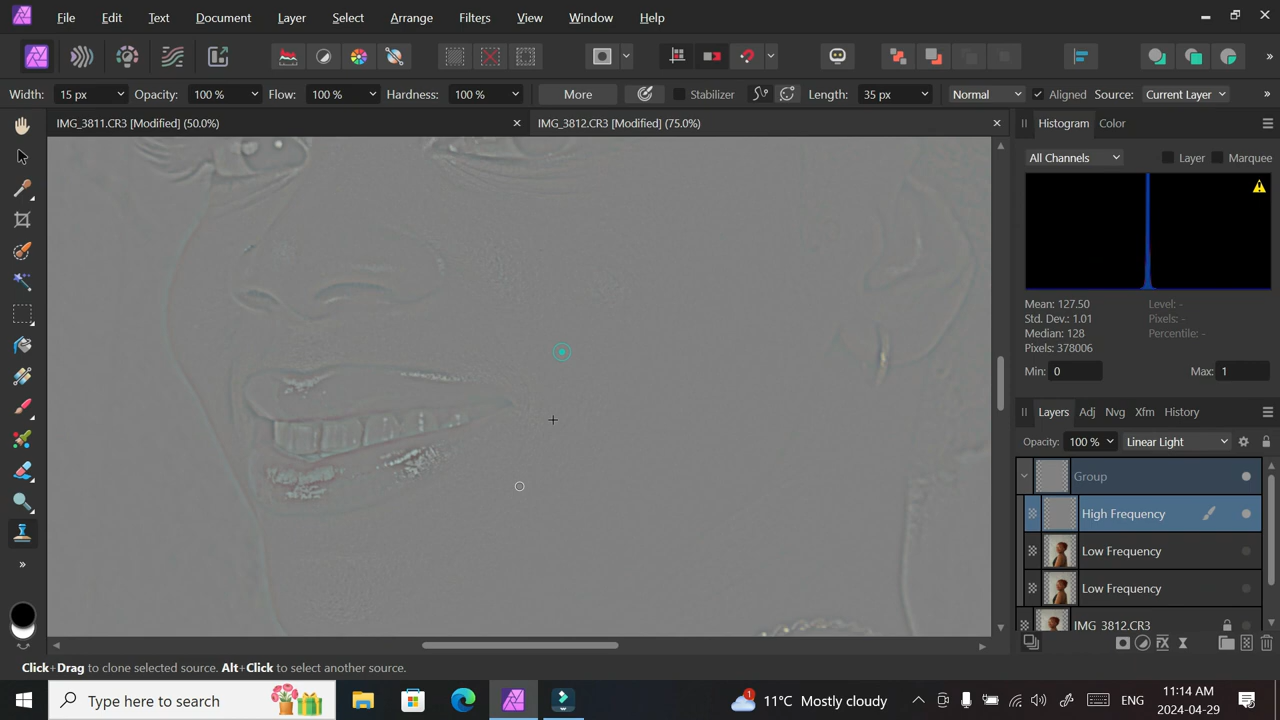 File Edit Text Document Layer Select Arrange Filters View Window Help
Width: 15 px Opacity: 100 % Flow: 100 % Hardness: 100 % More Stabilizer Length: 35 px Normal Aligned Source: Current Layer
IMG_3811.CR3 [Modified] (50.0%)
IMG_3812.CR3 [Modified] (75.0%)
Histogram Color
All Channels Layer Marquee
Mean: 127.50 Level: -
Std. Dev.: 1.01 Pixels: -
Median: 128 Percentile: -
Pixels: 378006
Min: 0 Max: 1
Layers Adj Nvg Xfm History
Opacity: 100 % Linear Light
Group
High Frequency
Low Frequency
Low Frequency
IMG_3812.CR3
Click+Drag to clone selected source. Alt+Click to select another source.
Type here to search
1
11°C Mostly cloudy
ENG
11:14 AM
2024-04-29